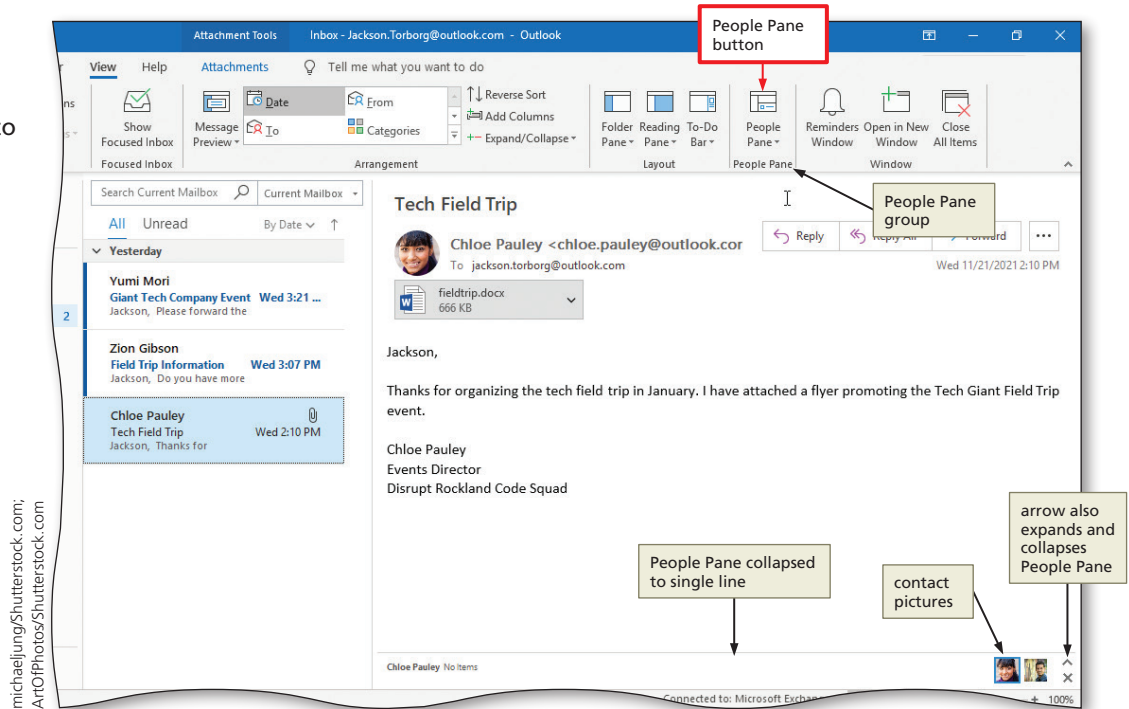 People Pane
button
Attachment Tools
Inbox - Jackson.Torborg@outlook.com - Outlook
View Help Attachments Tell me what you want to do
Show
Focused Inbox
Focused Inbox
Message
Preview
Date
To
From
Categories
Reverse Sort
Add Columns
Expand/Collapse
Arrangement
Folder
Pane
Reading
Pane
To-Do
Bar
Layout
People
Pane
People Pane
Reminders
Window
Open in New
Window
Close
All Items
Window
to
ns
s
People Pane
group
Search Current Mailbox Current Mailbox
All Unread By Date
Yesterday
Yumi Mori
Giant Tech Company Event Wed 3:21 ...
Jackson, Please forward the
2
Zion Gibson
Field Trip Information Wed 3:07 PM
Jackson, Do you have more
Chloe Pauley
Tech Field Trip Wed 2:10 PM
Jackson, Thanks for
Tech Field Trip
Chloe Pauley <chloe.pauley@outlook.cor
To jackson.torborg@outlook.com
Reply Reply All Forward ...
Wed 11/21/2021 2:10 PM
fieldtrip.docx
666 KB
Jackson,
Thanks for organizing the tech field trip in January. I have attached a flyer promoting the Tech Giant Field Trip
event.
Chloe Pauley
Events Director
Disrupt Rockland Code Squad
People Pane collapsed
to single line
contact
pictures
arrow also
expands and
collapses
People Pane
Chloe Pauley No Items
Connected to: Microsoft Exchan
+ 100%
michaeljung/Shutterstock.com;
ArtOfPhotos/Shutterstock.com